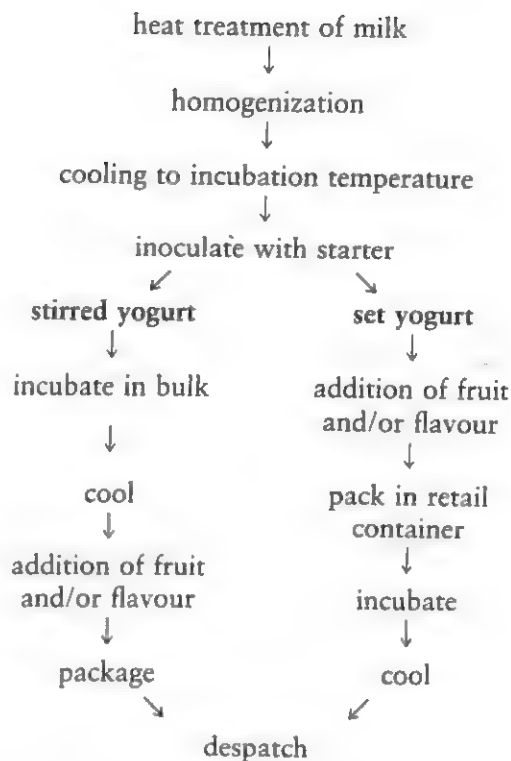 heat treatment of milk
↓
homogenization
↓
cooling to incubation temperature
↓
inoculate with starter
↙ ↘
stirred yogurt
↓
incubate in bulk
↓
cool
↓
addition of fruit
and/or flavour
↓
package
↘
set yogurt
↓
addition of fruit
and/or flavour
↓
pack in retail
container
↓
incubate
↓
cool
↙
despatch